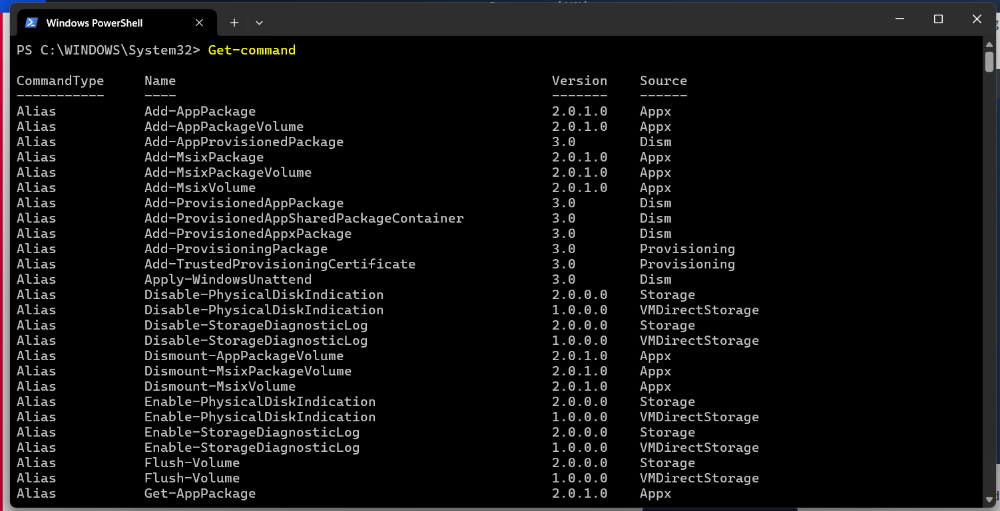 Windows PowerShell
PS C:\WINDOWS\System32> Get-command
CommandType Name Version Source
----------- ---- ------- ------
Alias Add-AppPackage 2.0.1.0 Appx
Alias Add-AppPackageVolume 2.0.1.0 Appx
Alias Add-AppProvisionedPackage 3.0 Dism
Alias Add-MsixPackage 2.0.1.0 Appx
Alias Add-MsixPackageVolume 2.0.1.0 Appx
Alias Add-MsixVolume 2.0.1.0 Appx
Alias Add-ProvisionedAppPackage 3.0 Dism
Alias Add-ProvisionedAppSharedPackageContainer 3.0 Dism
Alias Add-ProvisionedAppxPackage 3.0 Dism
Alias Add-ProvisioningPackage 3.0 Provisioning
Alias Add-TrustedProvisioningCertificate 3.0 Provisioning
Alias Apply-WindowsUnattend 3.0 Dism
Alias Disable-PhysicalDiskIndication 2.0.0.0 Storage
Alias Disable-PhysicalDiskIndication 1.0.0.0 VMDirectStorage
Alias Disable-StorageDiagnosticLog 2.0.0.0 Storage
Alias Disable-StorageDiagnosticLog 1.0.0.0 VMDirectStorage
Alias Dismount-AppPackageVolume 2.0.1.0 Appx
Alias Dismount-MsixPackageVolume 2.0.1.0 Appx
Alias Dismount-MsixVolume 2.0.1.0 Appx
Alias Enable-PhysicalDiskIndication 2.0.0.0 Storage
Alias Enable-PhysicalDiskIndication 1.0.0.0 VMDirectStorage
Alias Enable-StorageDiagnosticLog 2.0.0.0 Storage
Alias Enable-StorageDiagnosticLog 1.0.0.0 VMDirectStorage
Alias Flush-Volume 2.0.0.0 Storage
Alias Flush-Volume 1.0.0.0 VMDirectStorage
Alias Get-AppPackage 2.0.1.0 Appx